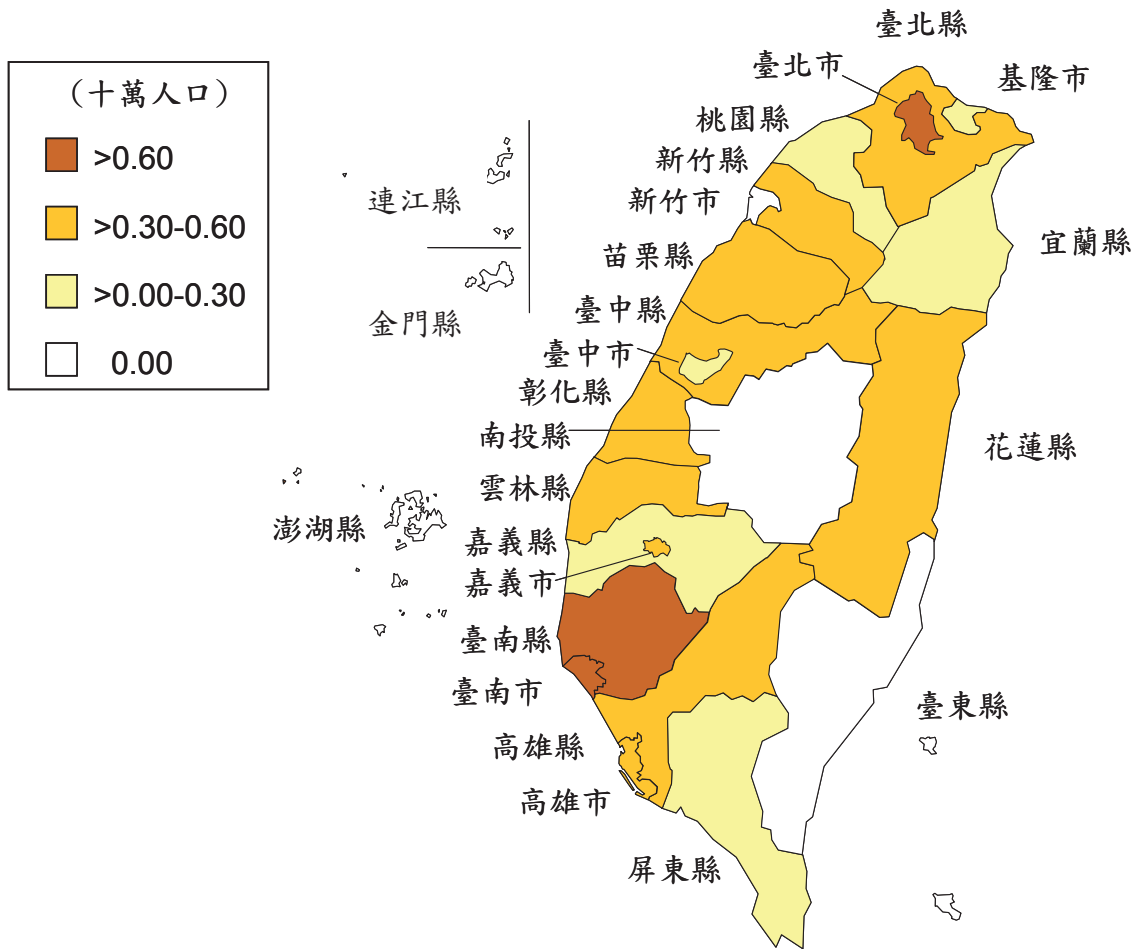 （十萬人口）
>0.60
>0.30-0.60
>0.00-0.30
0.00
臺北縣
臺北市
基隆市
桃園縣
新竹縣
新竹市
連江縣
宜蘭縣
苗栗縣
臺中縣
金門縣
臺中市
彰化縣
南投縣
花蓮縣
雲林縣
澎湖縣
嘉義縣
嘉義市
臺南縣
臺南市
臺東縣
高雄縣
高雄市
屏東縣